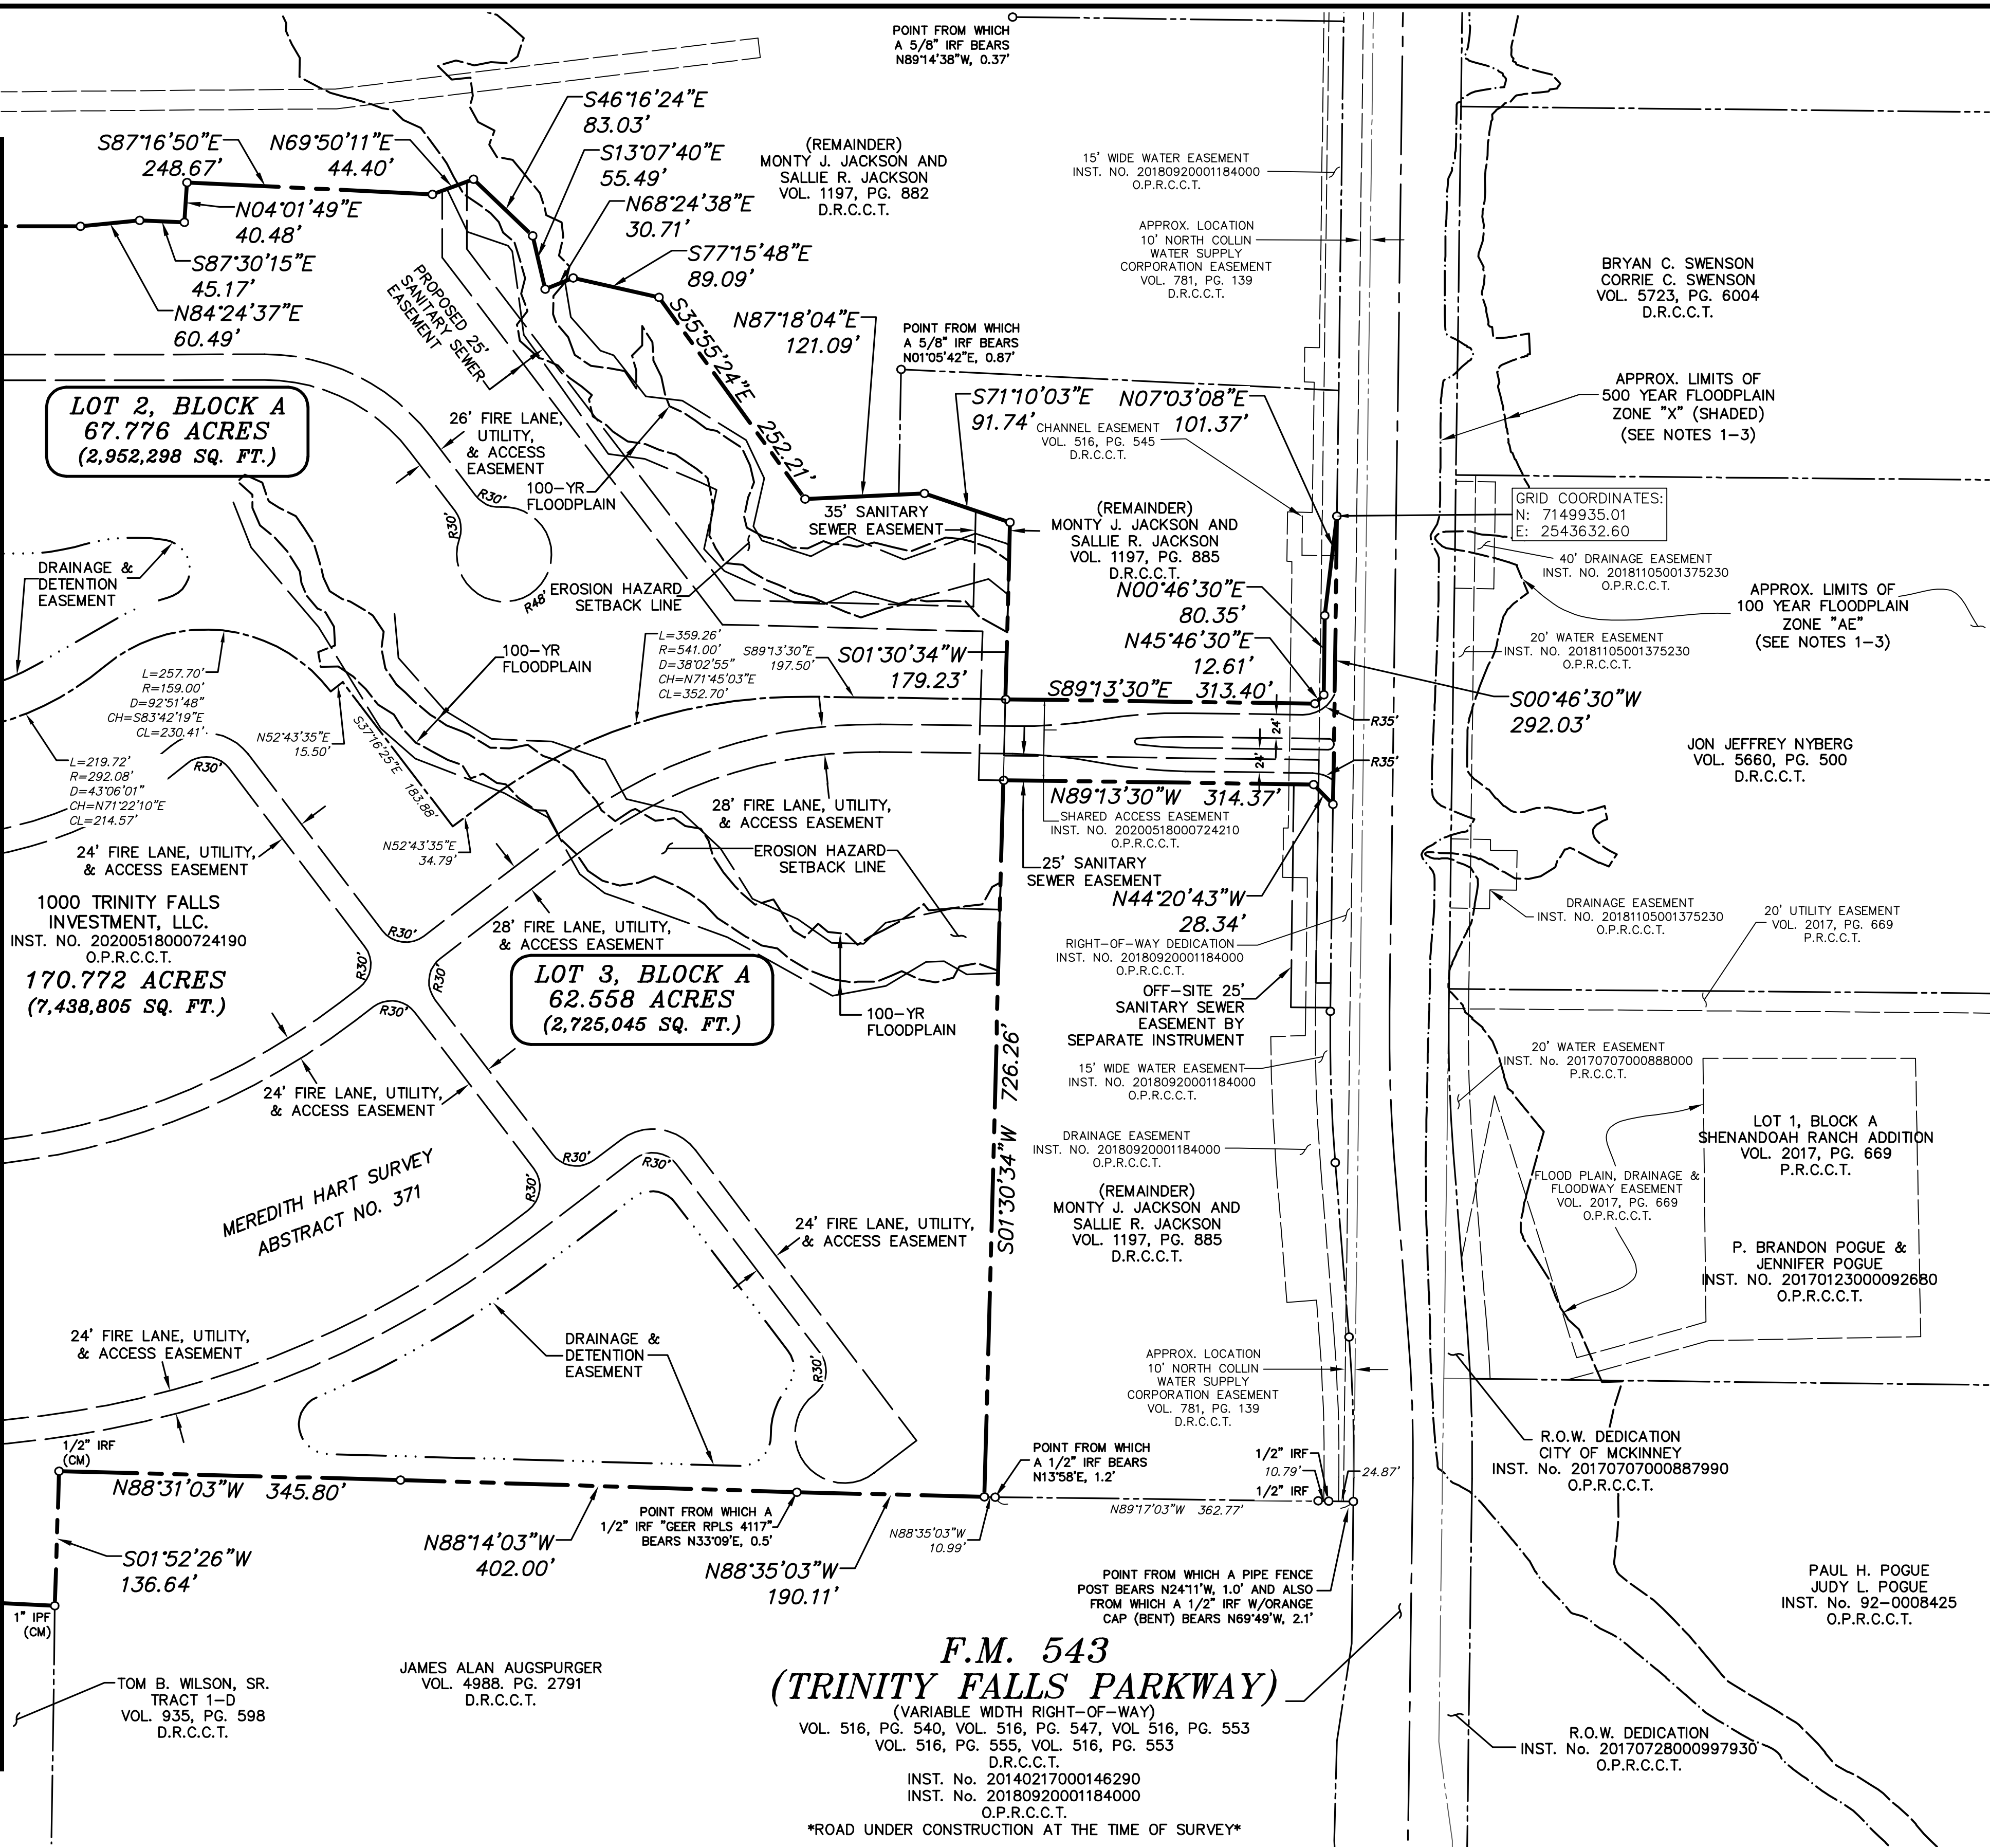 POINT FROM WHICH
A 5/8" IRF BEARS
N89°14'38"W, 0.37'
S87°16'50"E
248.67'
N69°50'11"E
44.40'
S46°16'24"E
83.03'
S13°07'40"E
55.49'
N68°24'38"E
30.71'
S77°15'48"E
89.09'
(REMAINDER)
MONTY J. JACKSON AND
SALLIE R. JACKSON
VOL. 1197, PG. 882
D.R.C.C.T.
15' WIDE WATER EASEMENT
INST. NO. 20180920001184000
O.P.R.C.C.T.
N04°01'49"E
40.48'
S87°30'15"E
45.17'
N84°24'37"E
60.49'
APPROX. LOCATION
10' NORTH COLLIN
WATER SUPPLY
CORPORATION EASEMENT
VOL. 781, PG. 139
D.R.C.C.T.
BRYAN C. SWENSON
CORRIE C. SWENSON
VOL. 5723, PG. 6004
D.R.C.C.T.
PROPOSED 25'
SANITARY SEWER
EASEMENT
S35°55'24"E 252.21'
N87°18'04"E
121.09'
POINT FROM WHICH
A 5/8" IRF BEARS
N01°05'42"E, 0.87'
LOT 2, BLOCK A
67.776 ACRES
(2,952,298 SQ. FT.)
26' FIRE LANE,
UTILITY,
& ACCESS
EASEMENT
R30'
R30'
R48'
100-YR
FLOODPLAIN
S71°10'03"E
91.74'
N07°03'08"E
101.37'
CHANNEL EASEMENT
VOL. 516, PG. 545
D.R.C.C.T.
APPROX. LIMITS OF
500 YEAR FLOODPLAIN
ZONE "X" (SHADED)
(SEE NOTES 1-3)
35' SANITARY
SEWER EASEMENT
(REMAINDER)
MONTY J. JACKSON AND
SALLIE R. JACKSON
VOL. 1197, PG. 885
D.R.C.C.T.
GRID COORDINATES:
N: 7149935.01
E: 2543632.60
40' DRAINAGE EASEMENT
INST. NO. 20181105001375230
O.P.R.C.C.T.
DRAINAGE &
DETENTION
EASEMENT
EROSION HAZARD
SETBACK LINE
N00°46'30"E
80.35'
APPROX. LIMITS OF
100 YEAR FLOODPLAIN
ZONE "AE"
(SEE NOTES 1-3)
20' WATER EASEMENT
INST. NO. 20181105001375230
O.P.R.C.C.T.
N45°46'30"E
12.61'
L=257.70'
R=159.00'
D=92°51'48"
CH=S83°42'19"E
CL=230.41'
100-YR
FLOODPLAIN
L=359.26'
R=541.00'
D=38°02'55"
CH=N71°45'03"E
CL=352.70'
S89°13'30"E
197.50'
S01°30'34"W
179.23'
S89°13'30"E 313.40'
S00°46'30"W
292.03'
R35'
24'
24'
R35'
N52°43'35"E
15.50'
S37°16'25"E 183.88'
L=219.72'
R=292.08'
D=43°06'01"
CH=N71°22'10"E
CL=214.57'
R30'
JON JEFFREY NYBERG
VOL. 5660, PG. 500
D.R.C.C.T.
N89°13'30"W 314.37'
28' FIRE LANE, UTILITY,
& ACCESS EASEMENT
SHARED ACCESS EASEMENT
INST. NO. 20200518000724210
O.P.R.C.C.T.
N52°43'35"E
34.79'
24' FIRE LANE, UTILITY,
& ACCESS EASEMENT
EROSION HAZARD
SETBACK LINE
25' SANITARY
SEWER EASEMENT
N44°20'43"W
28.34'
1000 TRINITY FALLS
INVESTMENT, LLC.
INST. NO. 20200518000724190
O.P.R.C.C.T.
170.772 ACRES
(7,438,805 SQ. FT.)
R30'
R30'
R30'
R30'
28' FIRE LANE, UTILITY,
& ACCESS EASEMENT
DRAINAGE EASEMENT
INST. NO. 20181105001375230
O.P.R.C.C.T.
20' UTILITY EASEMENT
VOL. 2017, PG. 669
P.R.C.C.T.
RIGHT-OF-WAY DEDICATION
INST. NO. 20180920001184000
O.P.R.C.C.T.
LOT 3, BLOCK A
62.558 ACRES
(2,725,045 SQ. FT.)
100-YR
FLOODPLAIN
OFF-SITE 25'
SANITARY SEWER
EASEMENT BY
SEPARATE INSTRUMENT
S01°30'34"W 726.26'
15' WIDE WATER EASEMENT
INST. NO. 20180920001184000
O.P.R.C.C.T.
20' WATER EASEMENT
INST. No. 20170707000888000
P.R.C.C.T.
24' FIRE LANE, UTILITY,
& ACCESS EASEMENT
DRAINAGE EASEMENT
INST. NO. 20180920001184000
O.P.R.C.C.T.
LOT 1, BLOCK A
SHENANDOAH RANCH ADDITION
VOL. 2017, PG. 669
P.R.C.C.T.
FLOOD PLAIN, DRAINAGE &
FLOODWAY EASEMENT
VOL. 2017, PG. 669
O.P.R.C.C.T.
MEREDITH HART SURVEY
ABSTRACT NO. 371
R30'
R30'
R30'
(REMAINDER)
MONTY J. JACKSON AND
SALLIE R. JACKSON
VOL. 1197, PG. 885
D.R.C.C.T.
24' FIRE LANE, UTILITY,
& ACCESS EASEMENT
P. BRANDON POGUE &
JENNIFER POGUE
INST. NO. 20170123000092680
O.P.R.C.C.T.
24' FIRE LANE, UTILITY,
& ACCESS EASEMENT
DRAINAGE &
DETENTION
EASEMENT
R30'
APPROX. LOCATION
10' NORTH COLLIN
WATER SUPPLY
CORPORATION EASEMENT
VOL. 781, PG. 139
D.R.C.C.T.
1/2" IRF
(CM)
N88°31'03"W 345.80'
POINT FROM WHICH
A 1/2" IRF BEARS
N13°58'E, 1.2'
1/2" IRF
10.79'
1/2" IRF
24.87'
R.O.W. DEDICATION
CITY OF MCKINNEY
INST. No. 20170707000887990
O.P.R.C.C.T.
N89°17'03"W 362.77'
POINT FROM WHICH A
1/2" IRF "GEER RPLS 4117"
BEARS N33°09'E, 0.5'
N88°35'03"W
10.99'
N88°14'03"W
402.00'
N88°35'03"W
190.11'
S01°52'26"W
136.64'
1" IPF
(CM)
POINT FROM WHICH A PIPE FENCE
POST BEARS N24°11'W, 1.0' AND ALSO
FROM WHICH A 1/2" IRF W/ORANGE
CAP (BENT) BEARS N69°49'W, 2.1'
PAUL H. POGUE
JUDY L. POGUE
INST. No. 92-0008425
O.P.R.C.C.T.
TOM B. WILSON, SR.
TRACT 1-D
VOL. 935, PG. 598
D.R.C.C.T.
JAMES ALAN AUGSPURGER
VOL. 4988. PG. 2791
D.R.C.C.T.
F.M. 543
(TRINITY FALLS PARKWAY)
(VARIABLE WIDTH RIGHT-OF-WAY)
VOL. 516, PG. 540, VOL. 516, PG. 547, VOL 516, PG. 553
VOL. 516, PG. 555, VOL. 516, PG. 553
D.R.C.C.T.
INST. No. 20140217000146290
INST. No. 20180920001184000
O.P.R.C.C.T.
*ROAD UNDER CONSTRUCTION AT THE TIME OF SURVEY*
R.O.W. DEDICATION
INST. No. 20170728000997930
O.P.R.C.C.T.